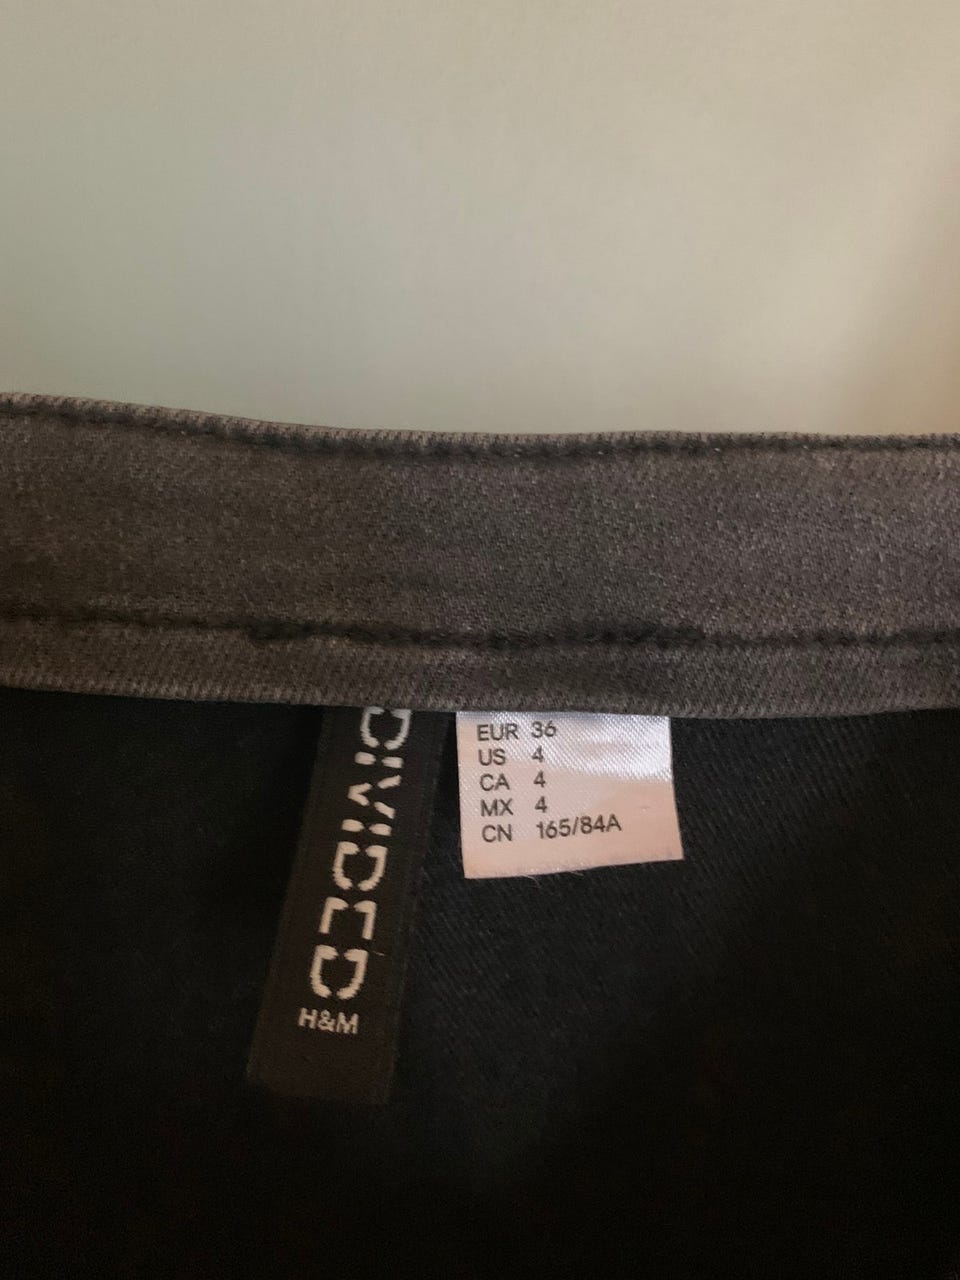 DIVIDED
H&M
EUR 36
US 4
CA 4
MX 4
CN 165/84A